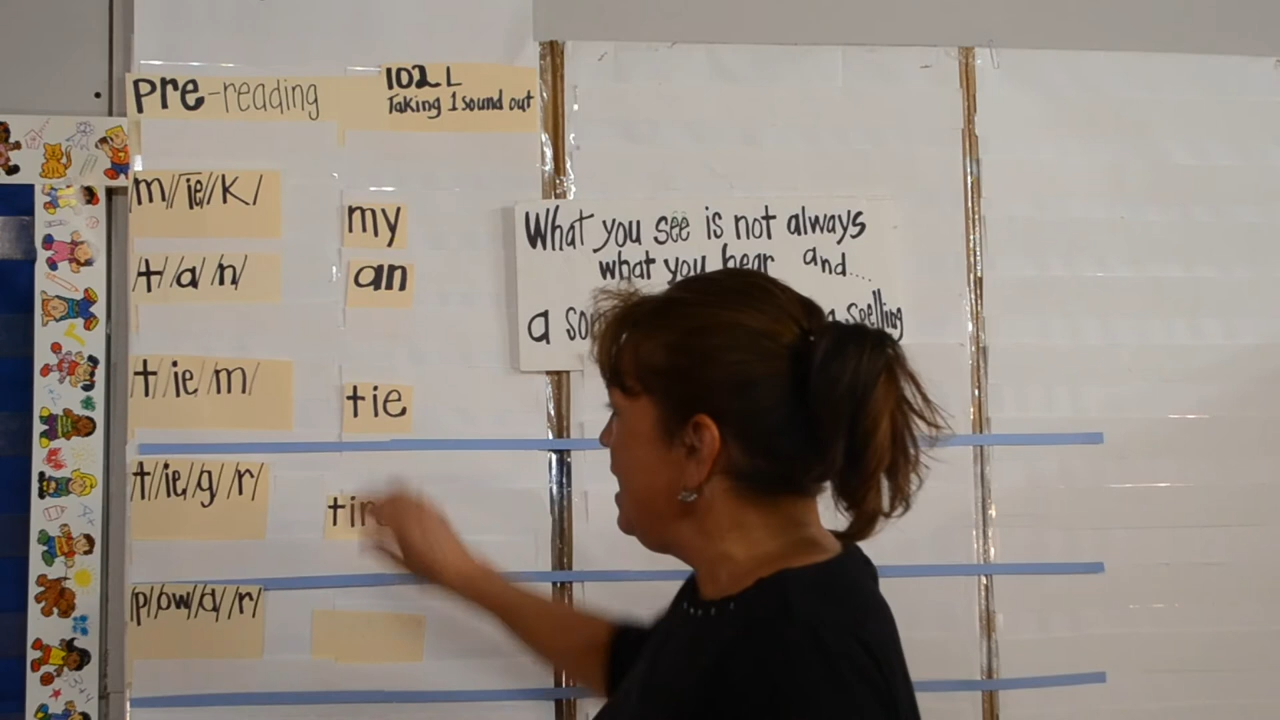 pre-reading
102L
Taking 1 sound out
m//ie//k/ my
/t/a/n/ an
/t/ie/m/ tie
t//ie//g//r/
/p//ow//d//r/
What you see is not always
what you hear and....
a spelling